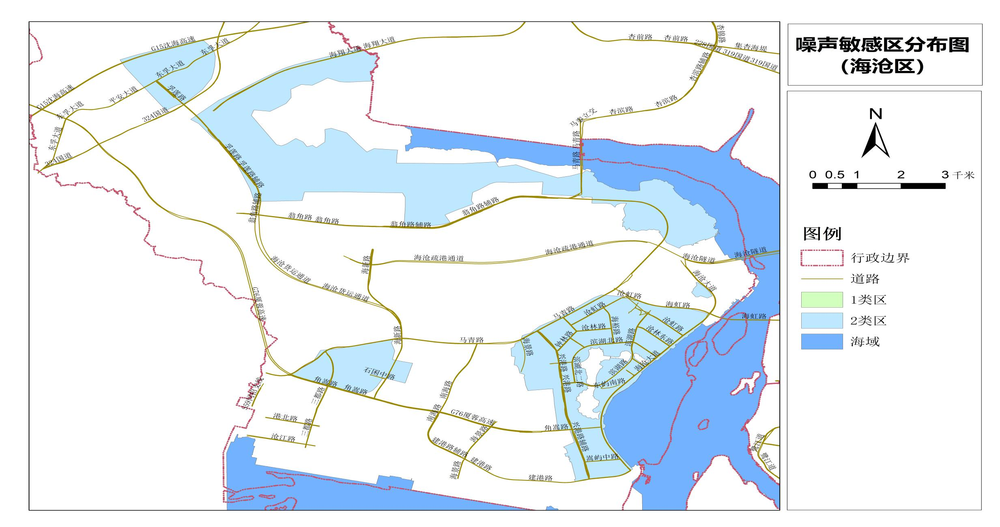 噪声敏感区分布图
(海沧区)
N
0 0.5 1 2 3 千米
图例
行政边界
道路
1类区
2类区
海域
G15沈海高速
东孚大道
海翔大道 海翔大道
杏前路 杏前路
杏锦路
228国道 319国道 319国道
集杏海堤
杏滨路辅路
东孚大道
孚莲路
平安大道
G15沈海高速
东孚大道
324国道
东孚大道
324国道
杏滨路
杏滨路
马銮立交
马青路 马青路
孚莲路 孚莲路辅路
翁角路辅路
翁角路 翁角路
翁角路辅路
翁角路辅路
海沧疏港通道
海沧疏港通道
海沧隧道
海沧隧道
海新路
海沧货运通道
海沧货运通道
海沧大道
G76厦蓉高速
沧虹路
海虹路
海虹路
马青路
沧虹路
沧林路
海裕路
沧虹路
沧林东路
钟林路
滨湖北路
滨湖路
海新路
马青路
海景路
兴港路 兴港路
滨湖北二路
滨湖路
海沧大道
东屿南路
石囷中路
角嵩路 角嵩路
三都路
三都路
南海路
南海路
G76厦蓉高速
角嵩路
海景路
兴港路辅路
港北路
沧江路
建港路辅路
建港路
海景路
建港路
嵩屿中路
鹭江道
鹭江道